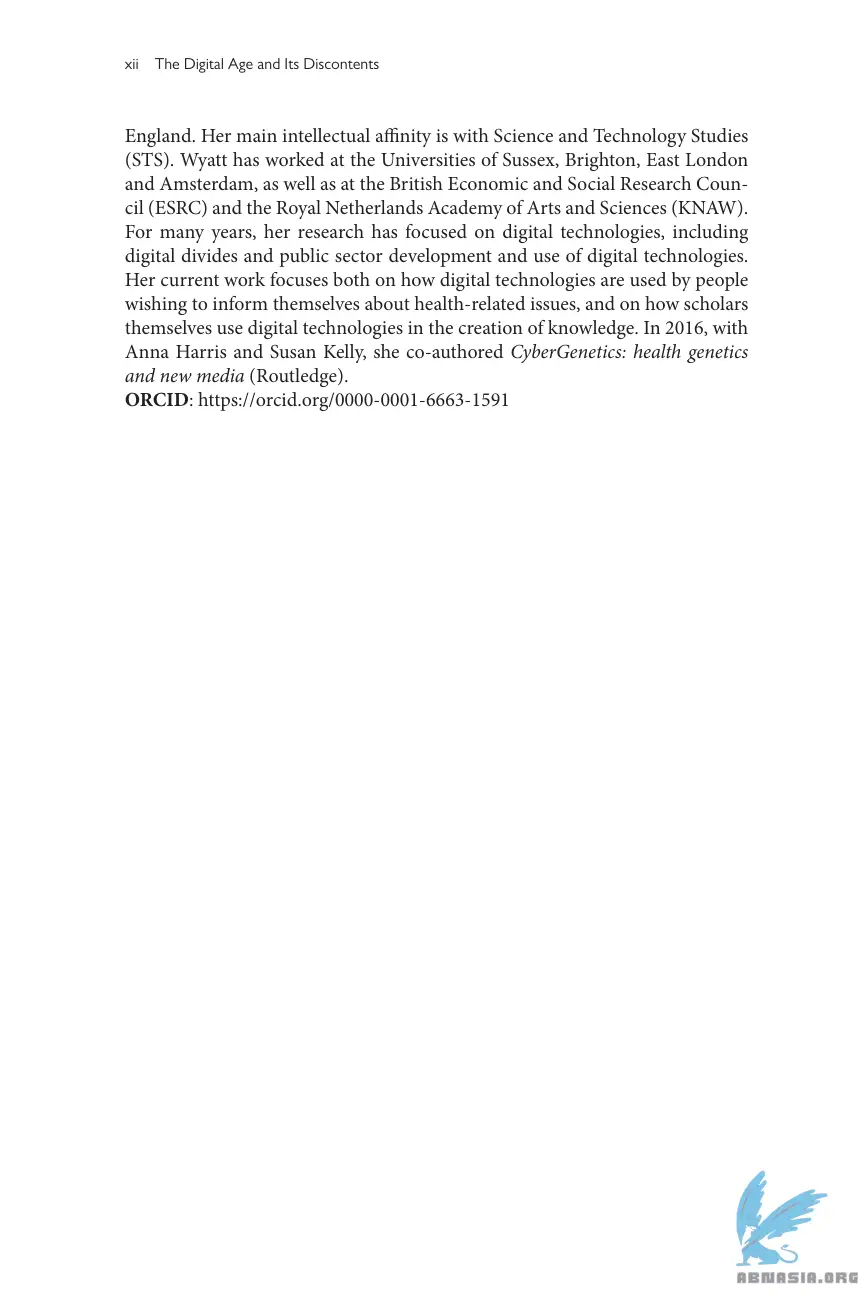 xii The Digital Age and Its Discontents
England. Her main intellectual affinity is with Science and Technology Studies
(STS). Wyatt has worked at the Universities of Sussex, Brighton, East London
and Amsterdam, as well as at the British Economic and Social Research Coun-
cil (ESRC) and the Royal Netherlands Academy of Arts and Sciences (KNAW).
For many years, her research has focused on digital technologies, including
digital divides and public sector development and use of digital technologies.
Her current work focuses both on how digital technologies are used by people
wishing to inform themselves about health-related issues, and on how scholars
themselves use digital technologies in the creation of knowledge. In 2016, with
Anna Harris and Susan Kelly, she co-authored CyberGenetics: health genetics
and new media (Routledge).
ORCID: https://orcid.org/0000-0001-6663-1591
ABNASIA.ORG